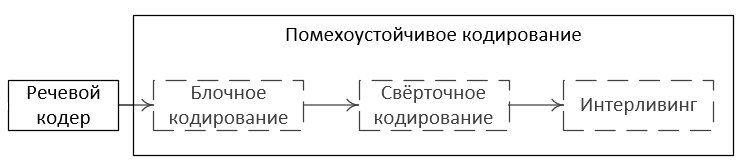 Помехоустойчивое кодирование
Речевой
кодер
Блочное
кодирование
Свёрточное
кодирование
Интерливинг